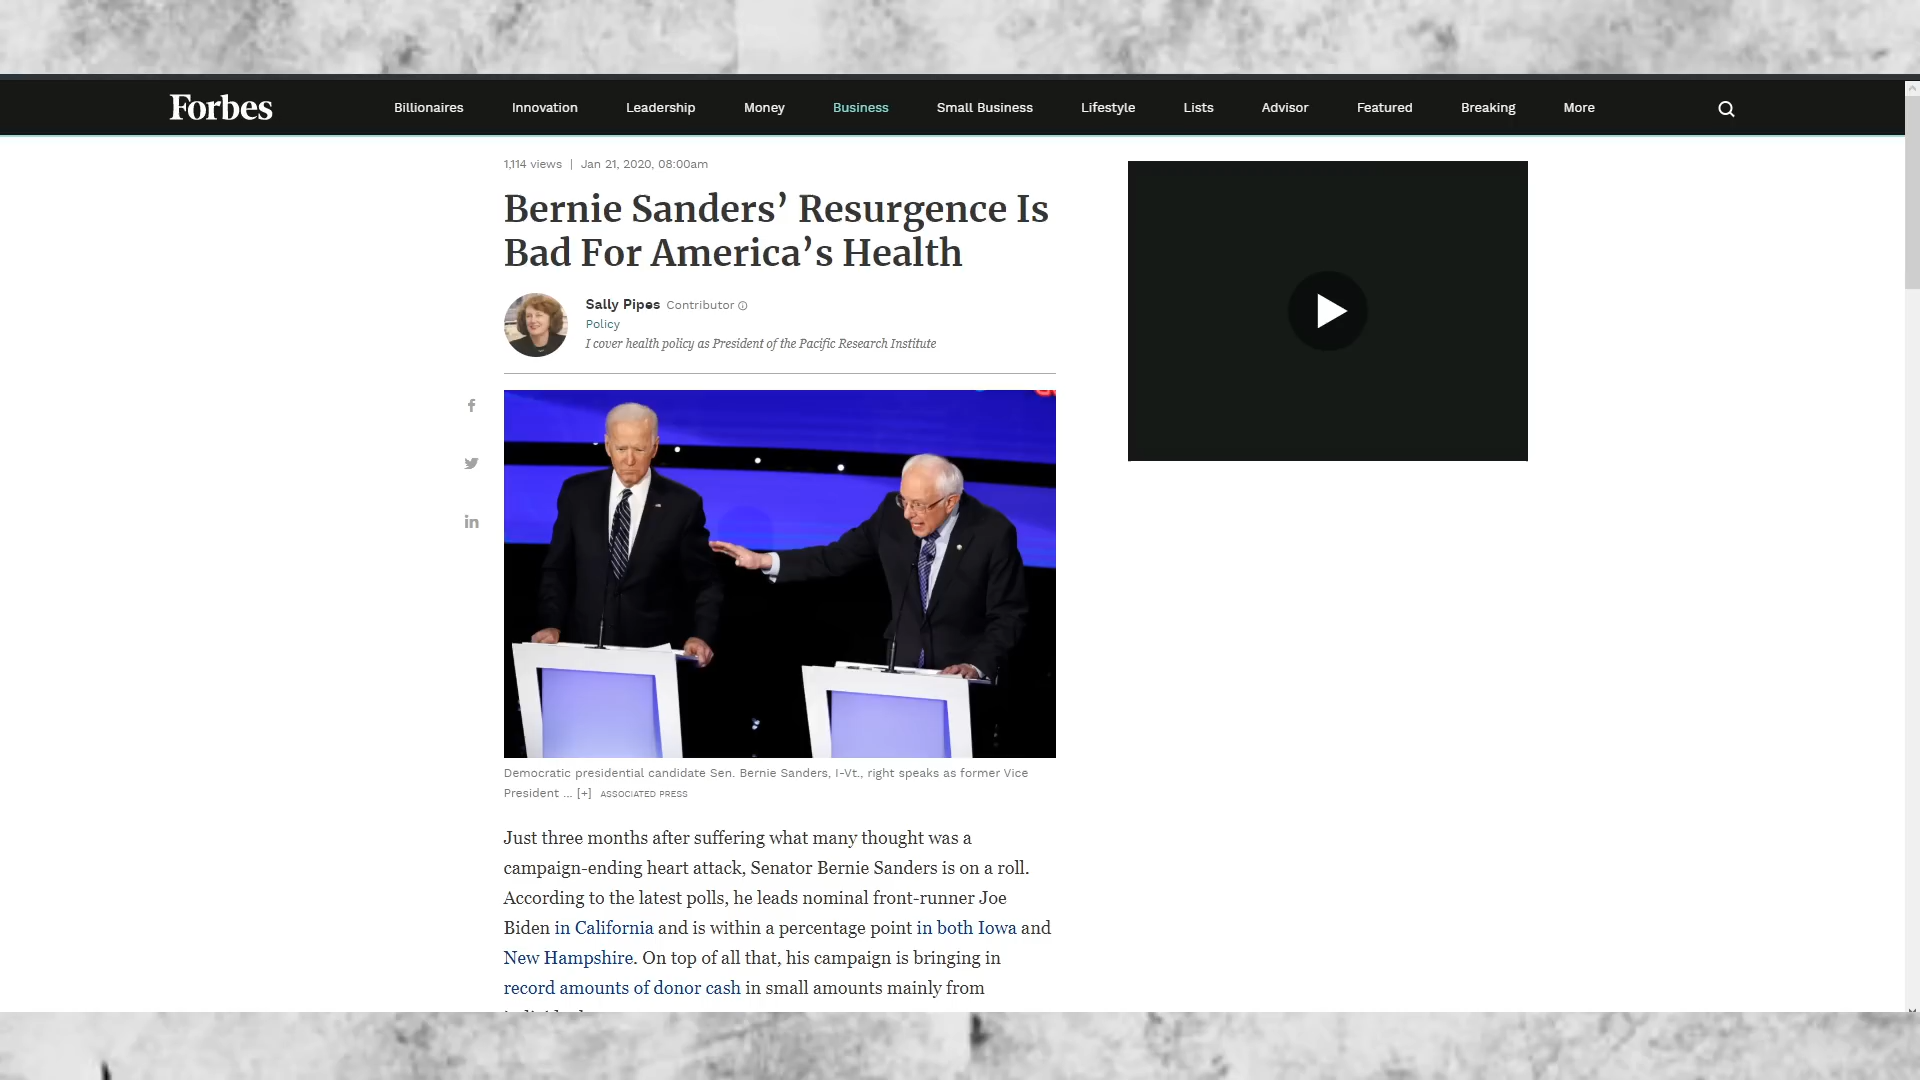 Forbes
Billionaires Innovation Leadership Money Business Small Business Lifestyle Lists Advisor Featured Breaking More
1,114 views | Jan 21, 2020, 08:00am
Bernie Sanders’ Resurgence Is
Bad For America’s Health
Sally Pipes Contributor
Policy
I cover health policy as President of the Pacific Research Institute
Democratic presidential candidate Sen. Bernie Sanders, I-Vt., right speaks as former Vice
President ... [+] ASSOCIATED PRESS
Just three months after suffering what many thought was a
campaign-ending heart attack, Senator Bernie Sanders is on a roll.
According to the latest polls, he leads nominal front-runner Joe
Biden in California and is within a percentage point in both Iowa and
New Hampshire. On top of all that, his campaign is bringing in
record amounts of donor cash in small amounts mainly from